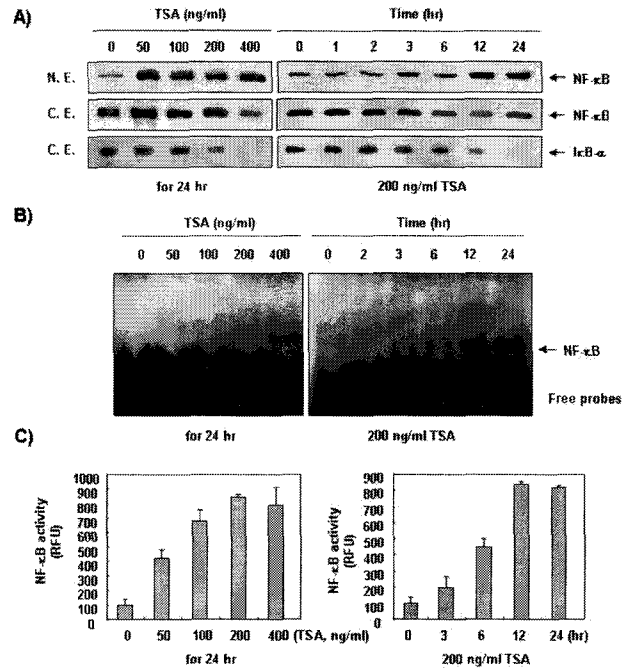 A)
TSA (ng/ml) Time (hr)
0 50 100 200 400 0 1 2 3 6 12 24
N. E. ← NF-κB
C. E. ← NF-κB
C. E. ← IκB-α
for 24 hr 200 ng/ml TSA
B)
TSA (ng/ml) Time (hr)
0 50 100 200 400 0 2 3 6 12 24
← NF-κB
Free probes
for 24 hr 200 ng/ml TSA
C)
NF-κB activity (RFU)
1000
900
800
700
600
500
400
300
200
100
0
0 50 100 200 400 (TSA, ng/ml)
for 24 hr
NF-κB activity (RFU)
900
800
700
600
500
400
300
200
100
0
0 3 6 12 24 (hr)
200 ng/ml TSA